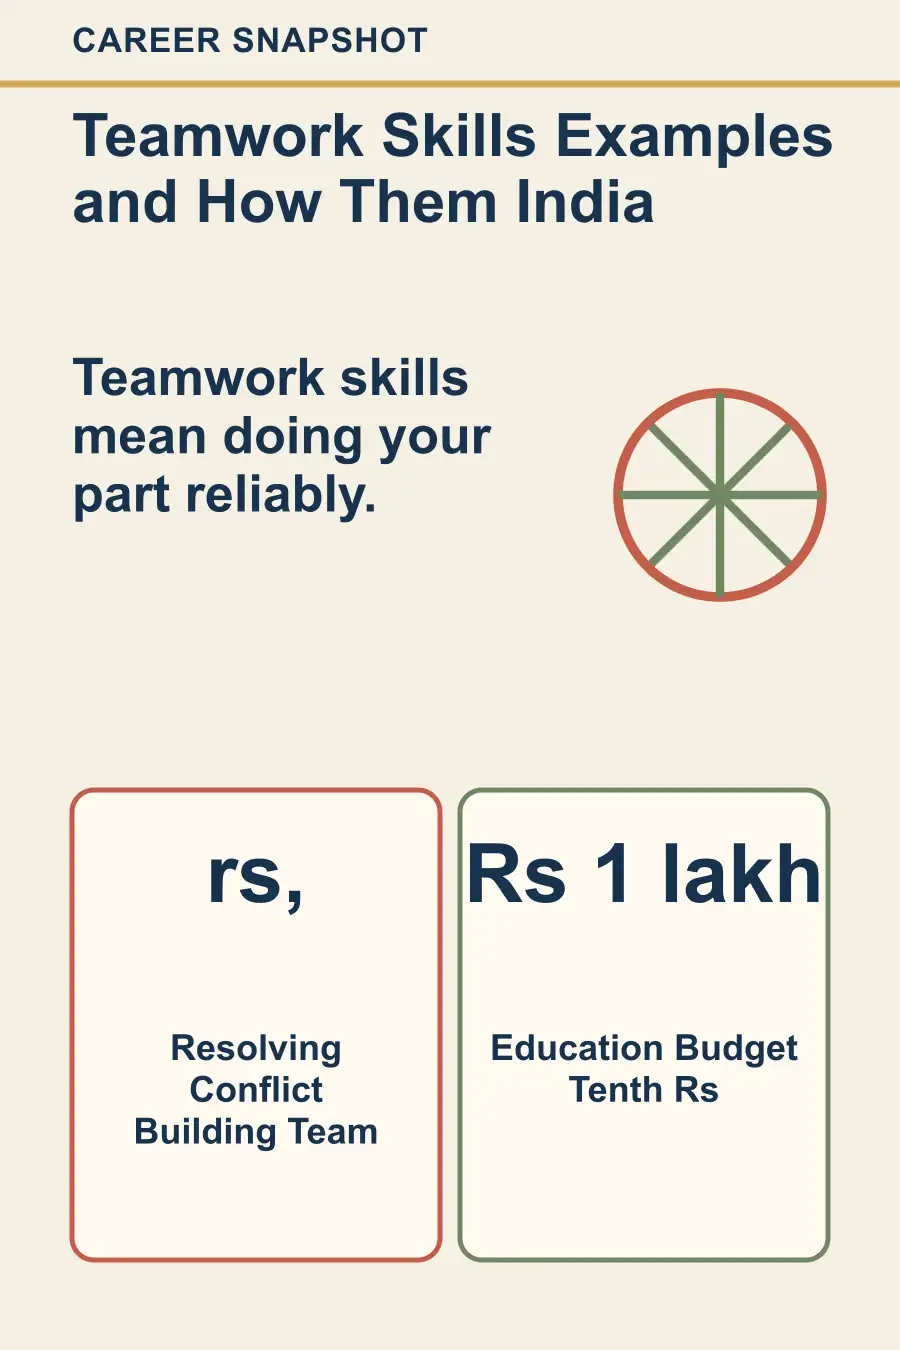 CAREER SNAPSHOT
Teamwork Skills Examples
and How Them India
Teamwork skills
mean doing your
part reliably.
rs,
Resolving
Conflict
Building Team
Rs 1 lakh
Education Budget
Tenth Rs